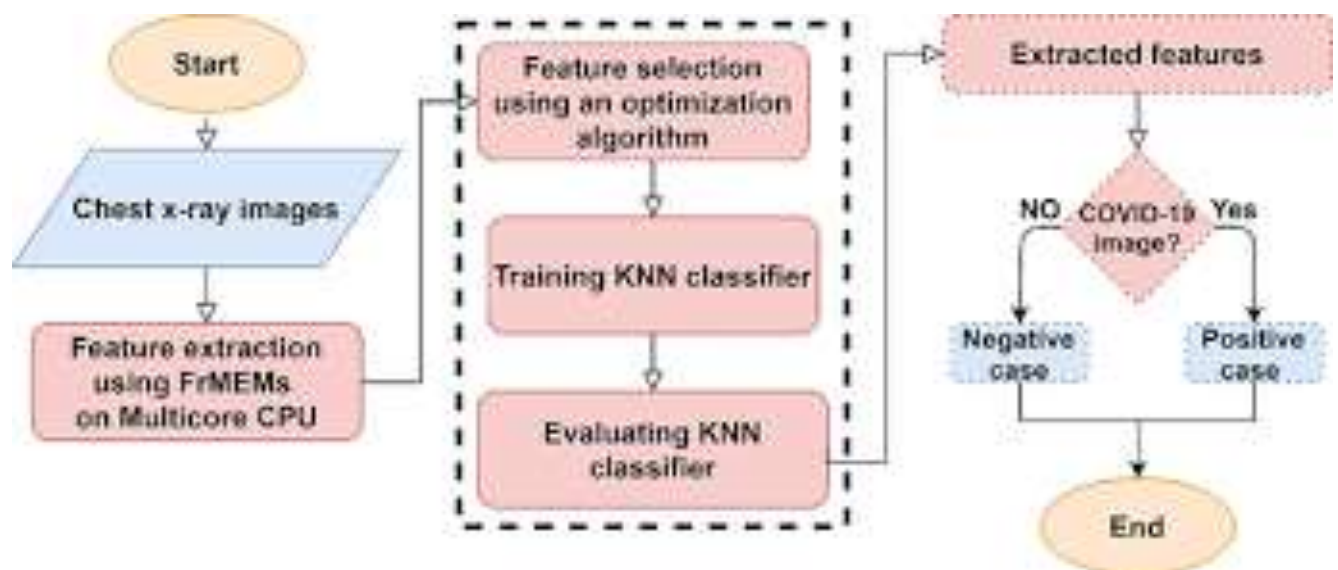 Start
Chest x-ray images
Feature extraction
using FrMEMs
on Multicore CPU
Feature selection
using an optimization
algorithm
Training KNN classifier
Evaluating KNN
classifier
Extracted features
COVID-19
image?
NO
Yes
Negative
case
Positive
case
End